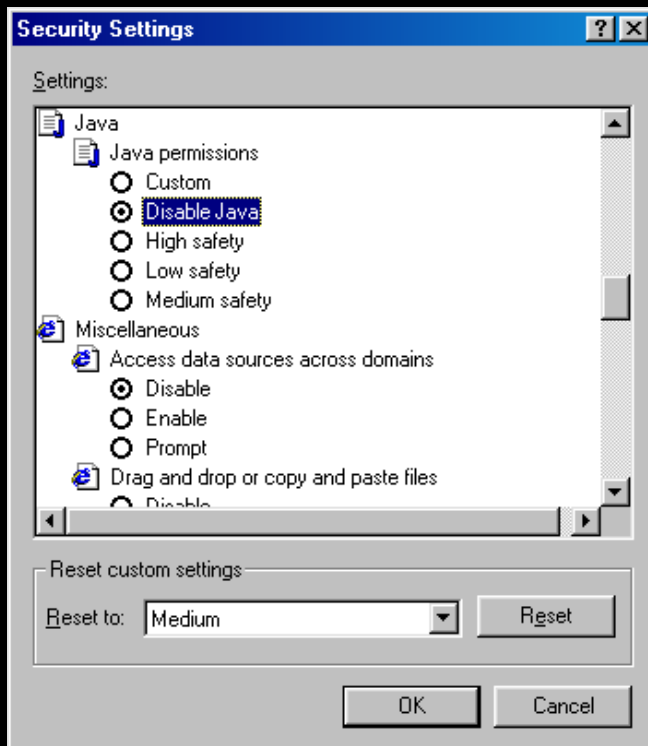 Security Settings
Settings:
Java
Java permissions
Custom
Disable Java
High safety
Low safety
Medium safety
Miscellaneous
Access data sources across domains
Disable
Enable
Prompt
Drag and drop or copy and paste files
Disable
Reset custom settings
Reset to: Medium Reset
OK Cancel